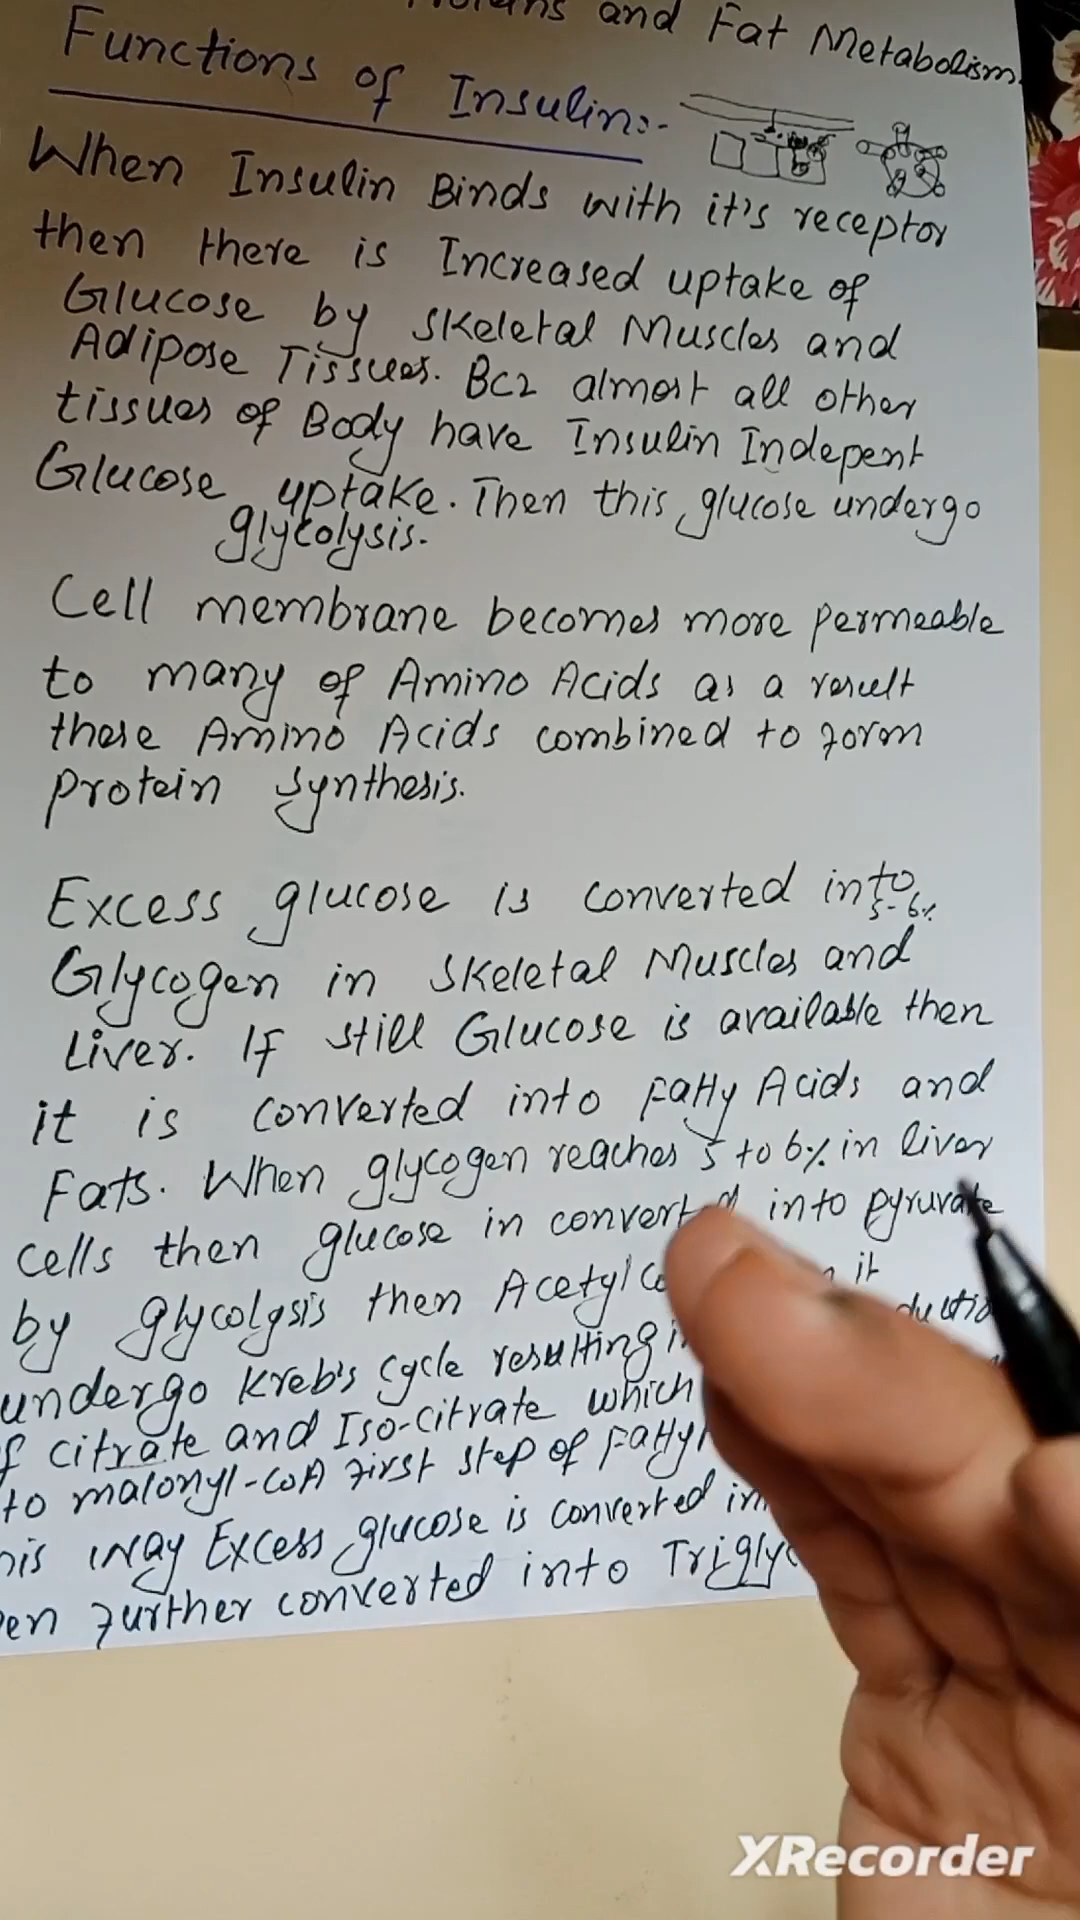 and Fat Metabolism.
Functions of Insulin:-
When Insulin Binds with it's receptor
then there is Increased uptake of
Glucose by Skeletal Muscles and
Adipose Tissues. Bcz almost all other
tissues of Body have Insulin Indepent
Glucose uptake. Then this glucose undergo
glycolysis.
Cell membrane becomes more permeable
to many of Amino Acids as a result
these Amino Acids combined to form
protein synthesis.
Excess glucose is converted into
5-6%
Glycogen in Skeletal Muscles and
Liver. If still Glucose is available then
it is converted into Fatty Acids and
Fats. When glycogen reaches 5 to 6% in liver
cells then glucose in converted into pyruvate
by glycolysis then Acetyl it
undergo Kreb's cycle resulting
citrate and Iso-citrate which
to malonyl-CoA first step of
way Excess glucose is converted
further converted into
XRecorder